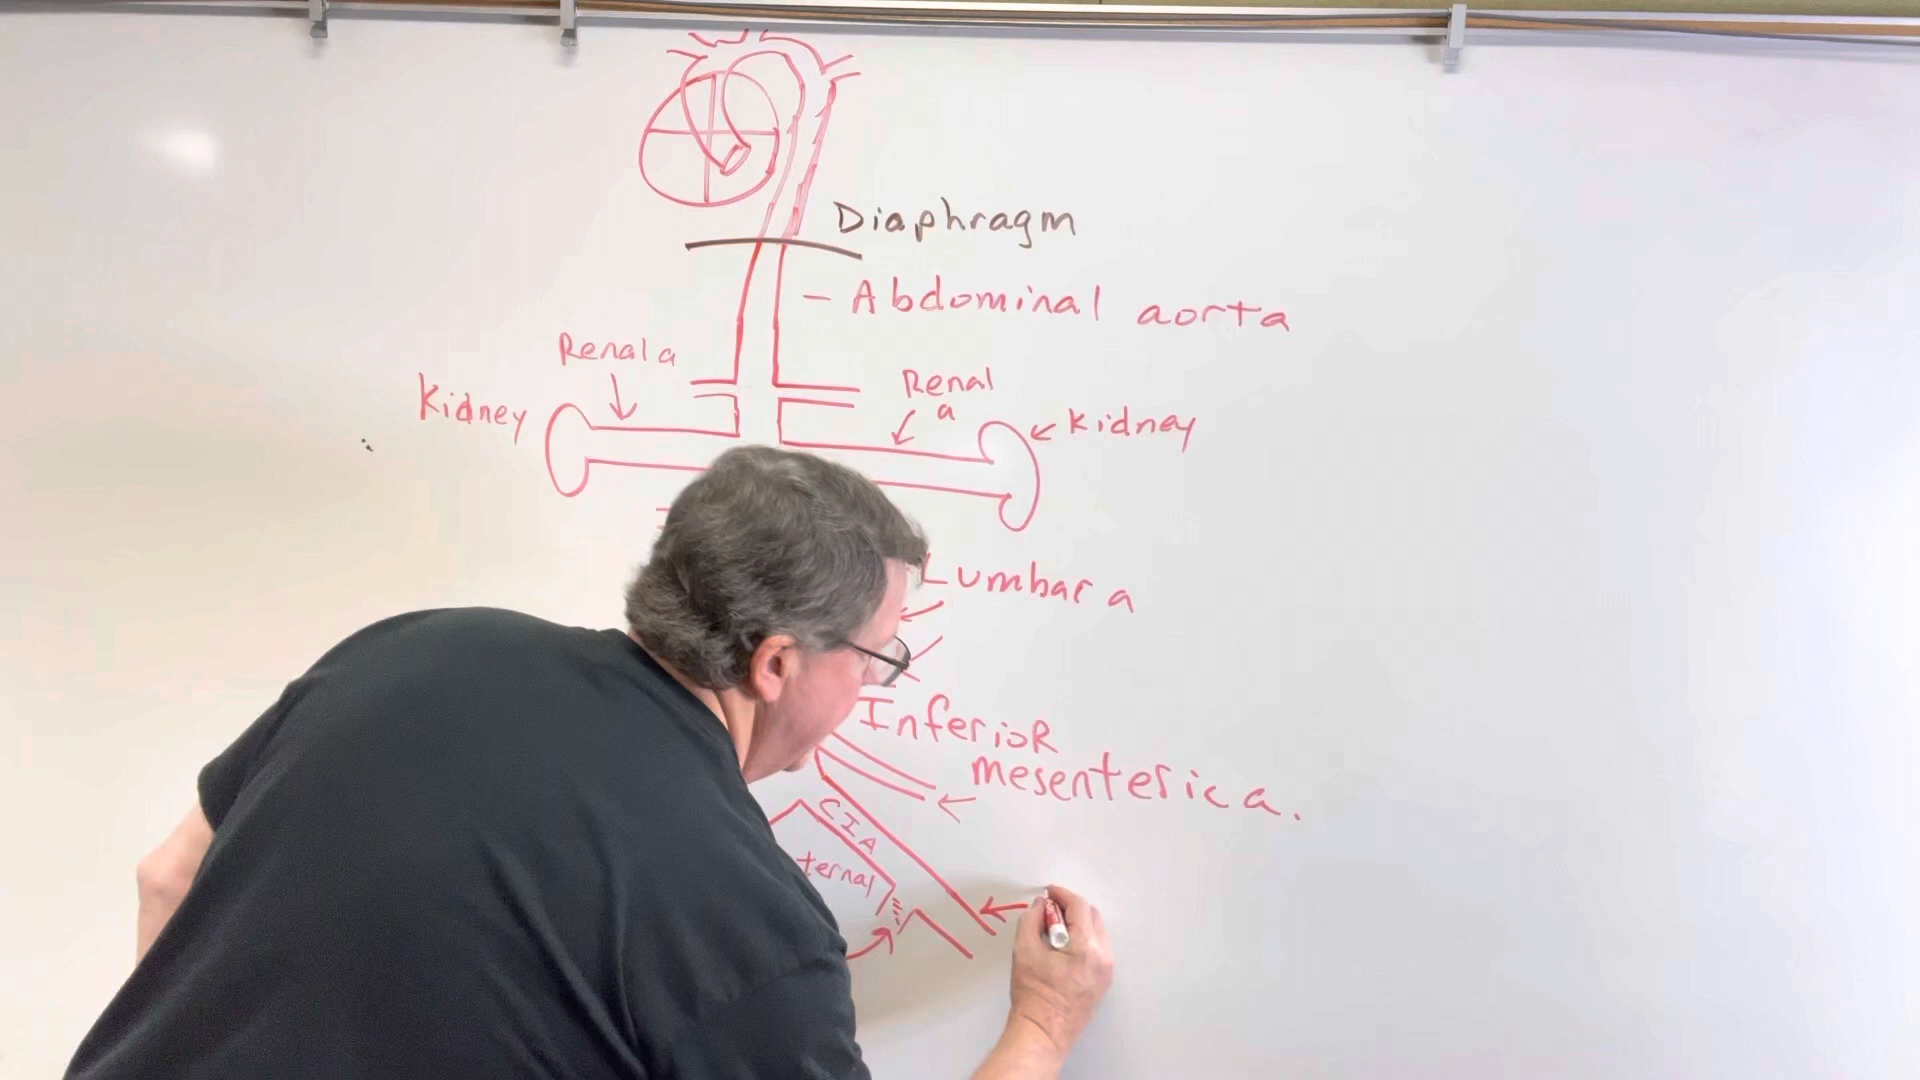 Diaphragm
- Abdominal aorta
Renal a
Renal
a
Kidney
Kidney
Lumbar a
Inferior
mesenteric a.
CIA
ternal